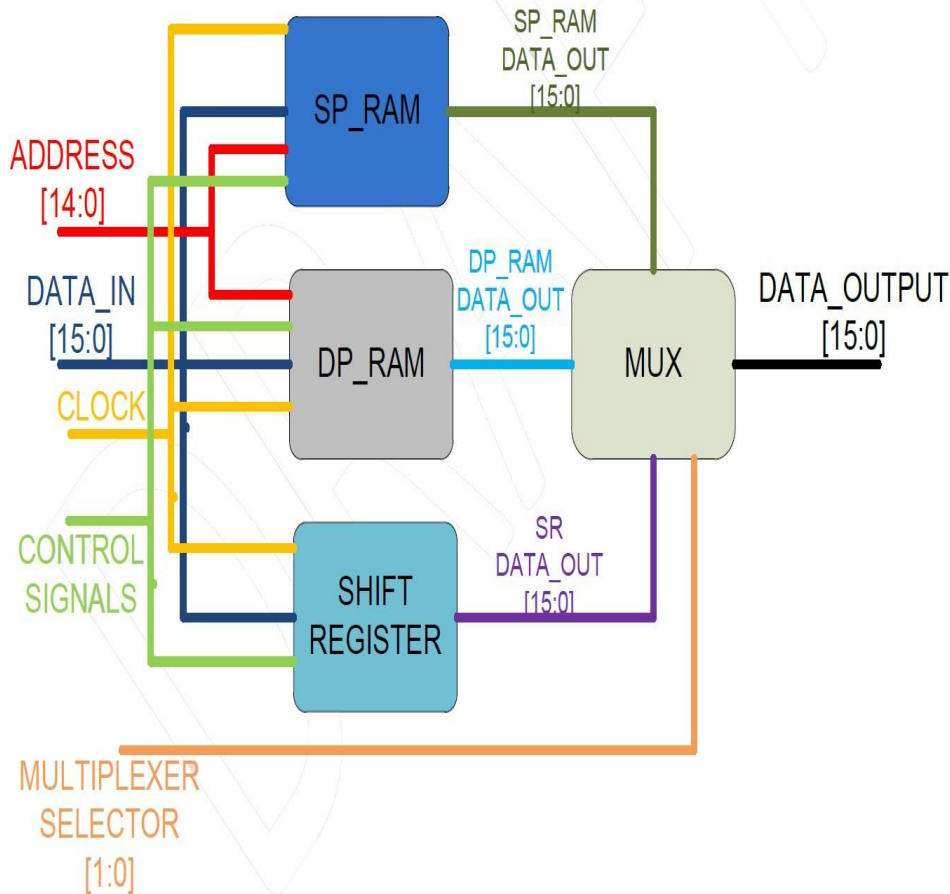 SP_RAM
DATA_OUT
[15:0]
SP_RAM
ADDRESS
[14:0]
DP_RAM
DATA_OUT
[15:0]
DATA_IN
[15:0]
DP_RAM
MUX
DATA_OUTPUT
[15:0]
CLOCK
CONTROL
SIGNALS
SHIFT
REGISTER
SR
DATA_OUT
[15:0]
MULTIPLEXER
SELECTOR
[1:0]